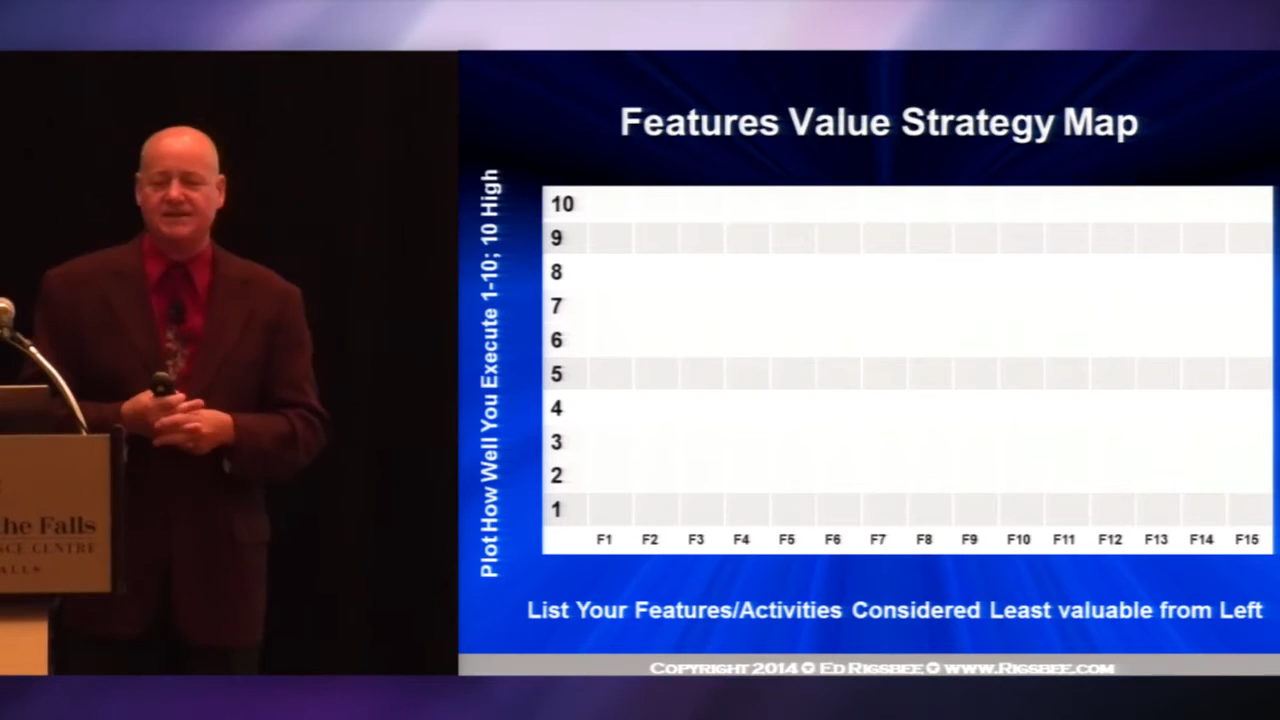 Features Value Strategy Map
Plot How Well You Execute 1-10; 10 High
10
9
8
7
6
5
4
3
2
1
F1 F2 F3 F4 F5 F6 F7 F8 F9 F10 F11 F12 F13 F14 F15
List Your Features/Activities Considered Least valuable from Left
Copyright 2014 © Ed Rigsbee © www.Rigsbee.com
he Falls
CENTRE